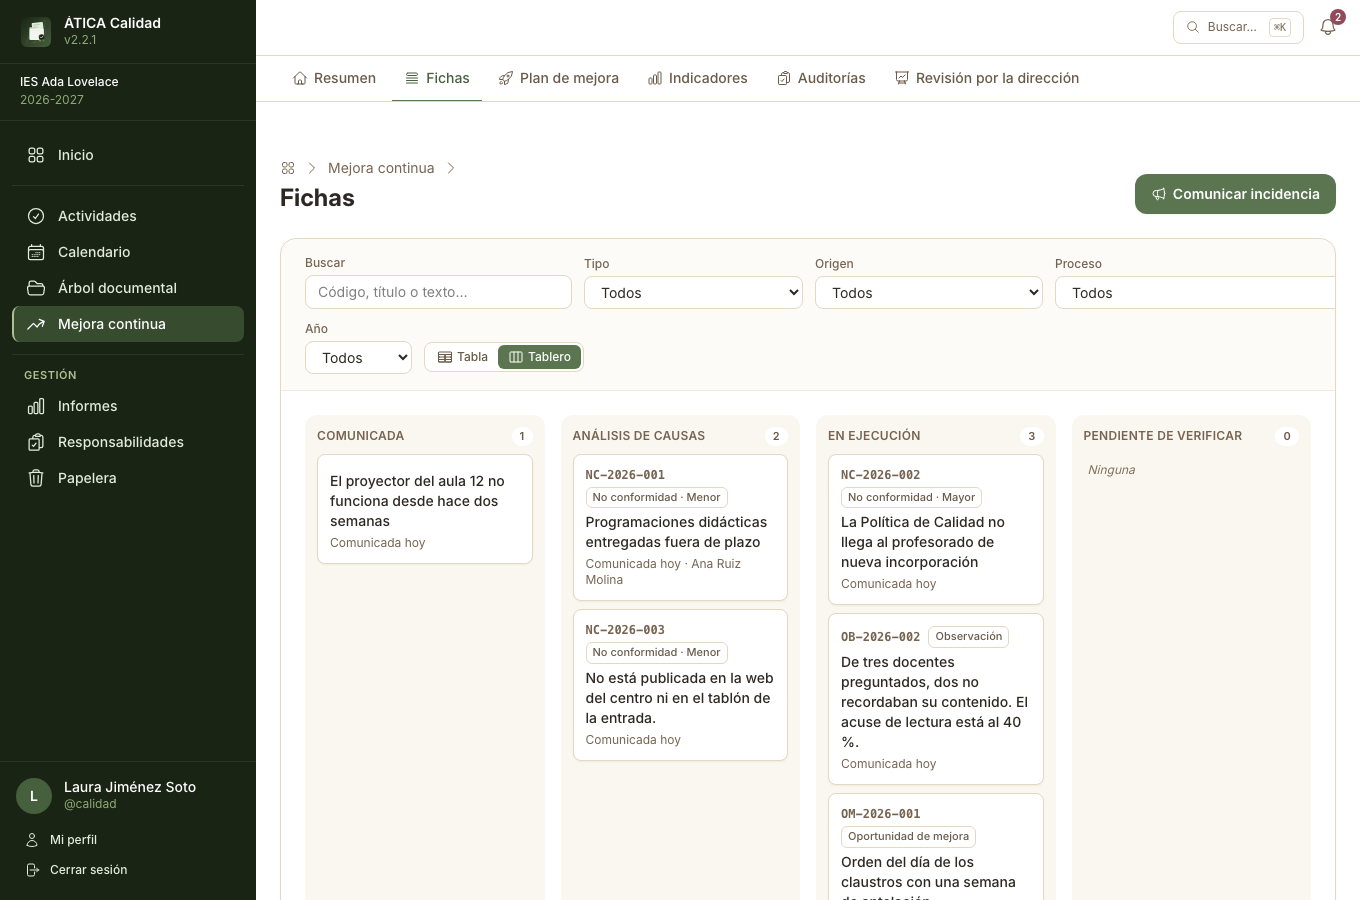 ÁTICA Calidad
v2.2.1
IES Ada Lovelace
2026-2027
Inicio
Actividades
Calendario
Árbol documental
Mejora continua
GESTIÓN
Informes
Responsabilidades
Papelera
L
Laura Jiménez Soto
@calidad
Mi perfil
Cerrar sesión
Buscar...
⌘K
2
Resumen
Fichas
Plan de mejora
Indicadores
Auditorías
Revisión por la dirección
Mejora continua
Fichas
Comunicar incidencia
Buscar
Código, título o texto...
Tipo
Todos
Origen
Todos
Proceso
Todos
Año
Todos
Tabla
Tablero
COMUNICADA
1
El proyector del aula 12 no
funciona desde hace dos
semanas
Comunicada hoy
ANÁLISIS DE CAUSAS
2
NC-2026-001
No conformidad · Menor
Programaciones didácticas
entregadas fuera de plazo
Comunicada hoy · Ana Ruiz
Molina
NC-2026-003
No conformidad · Menor
No está publicada en la web
del centro ni en el tablón de
la entrada.
Comunicada hoy
EN EJECUCIÓN
3
NC-2026-002
No conformidad · Mayor
La Política de Calidad no
llega al profesorado de
nueva incorporación
Comunicada hoy
OB-2026-002
Observación
De tres docentes
preguntados, dos no
recordaban su contenido. El
acuse de lectura está al 40
%.
Comunicada hoy
OM-2026-001
Oportunidad de mejora
Orden del día de los
claustros con una semana
PENDIENTE DE VERIFICAR
0
Ninguna